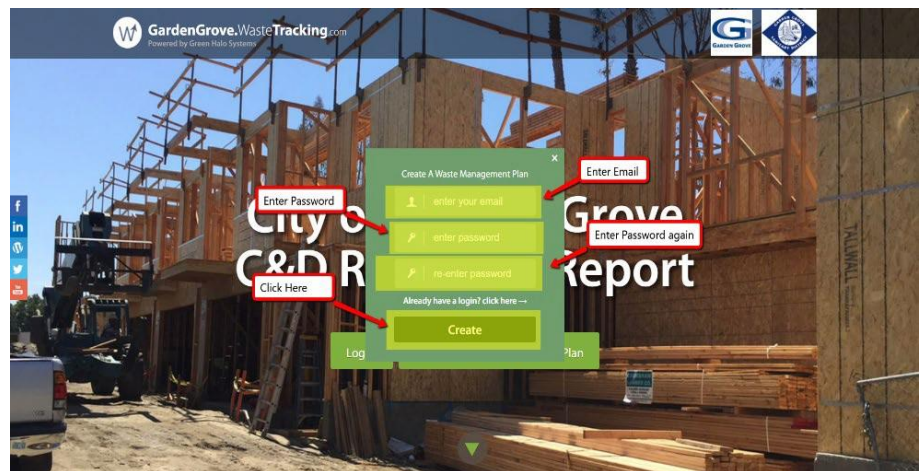 GardenGrove.WasteTracking.com
Powered by Green Halo Systems
GARDEN GROVE
Create A Waste Management Plan
x
Enter Email
enter your email
Enter Password
City o Grove
enter password
Enter Password again
C&D R Report
re-enter password
Click Here
Already have a login? click here →
Create
Log
Plan
TALLWALL
f
in